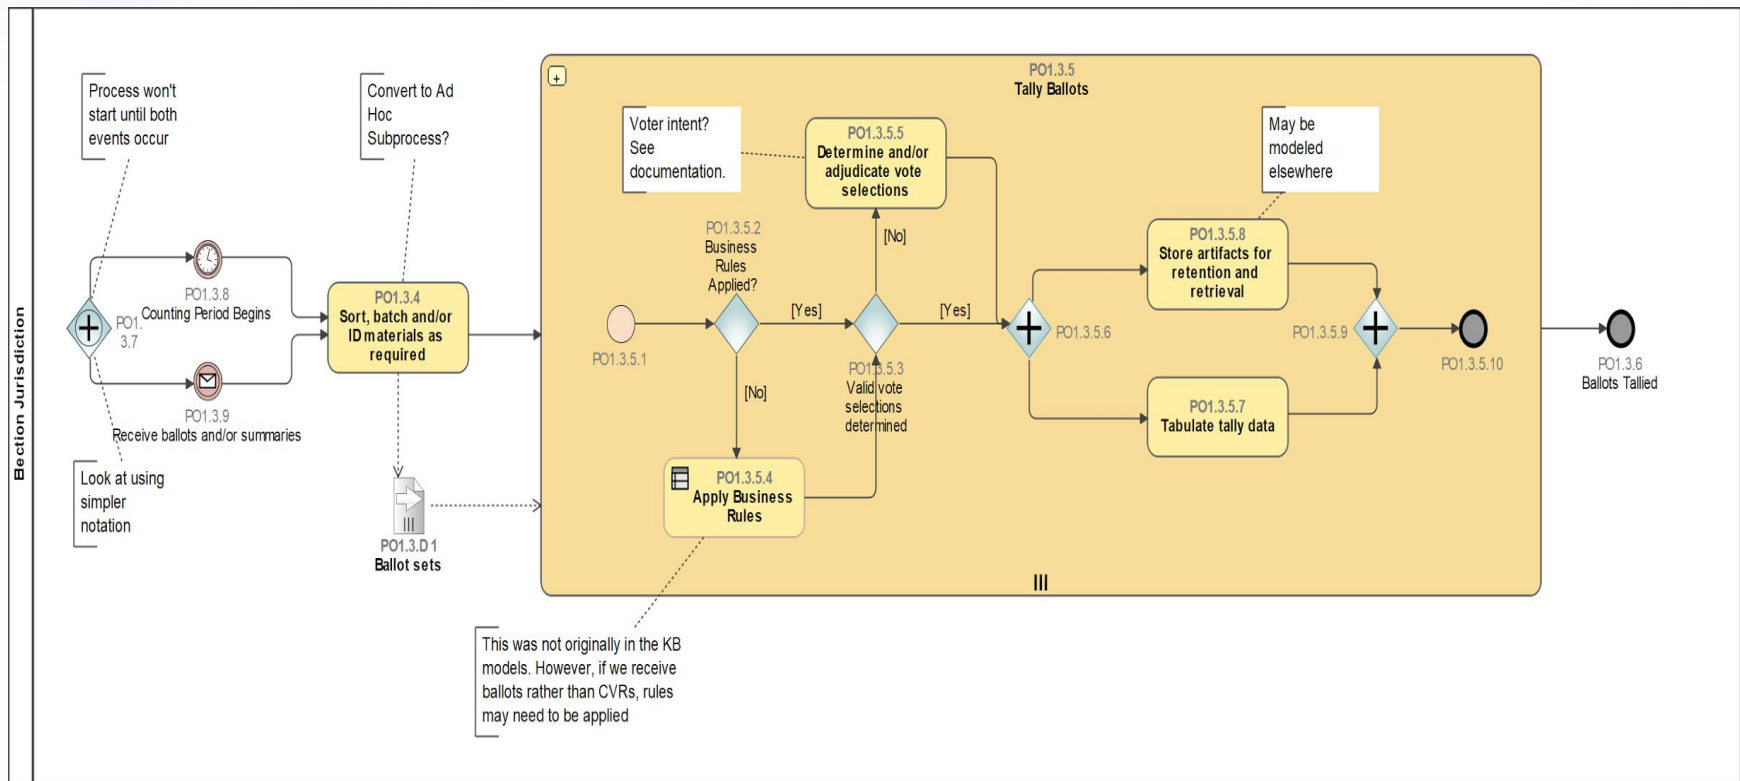 Election Jurisdiction
Process won't
start until both
events occur
Convert to Ad
Hoc
Subprocess?
PO1.
3.7
PO1.3.8
Counting Period Begins
PO1.3.9
Receive ballots and/or summaries
Look at using
simpler
notation
PO1.3.4
Sort, batch and/or
ID materials as
required
PO1.3.D 1
Ballot sets
PO1.3.5
Tally Ballots
Voter intent?
See
documentation.
PO1.3.5.5
Determine and/or
adjudicate vote
selections
May be
modeled
elsewhere
PO1.3.5.1
PO1.3.5.2
Business
Rules
Applied?
[Yes]
[No]
PO1.3.5.3
Valid vote
selections
determined
[No]
[Yes]
PO1.3.5.4
Apply Business
Rules
This was not originally in the KB
models. However, if we receive
ballots rather than CVRs, rules
may need to be applied
PO1.3.5.6
PO1.3.5.8
Store artifacts for
retention and
retrieval
PO1.3.5.7
Tabulate tally data
PO1.3.5.9
PO1.3.5.10
PO1.3.6
Ballots Tallied